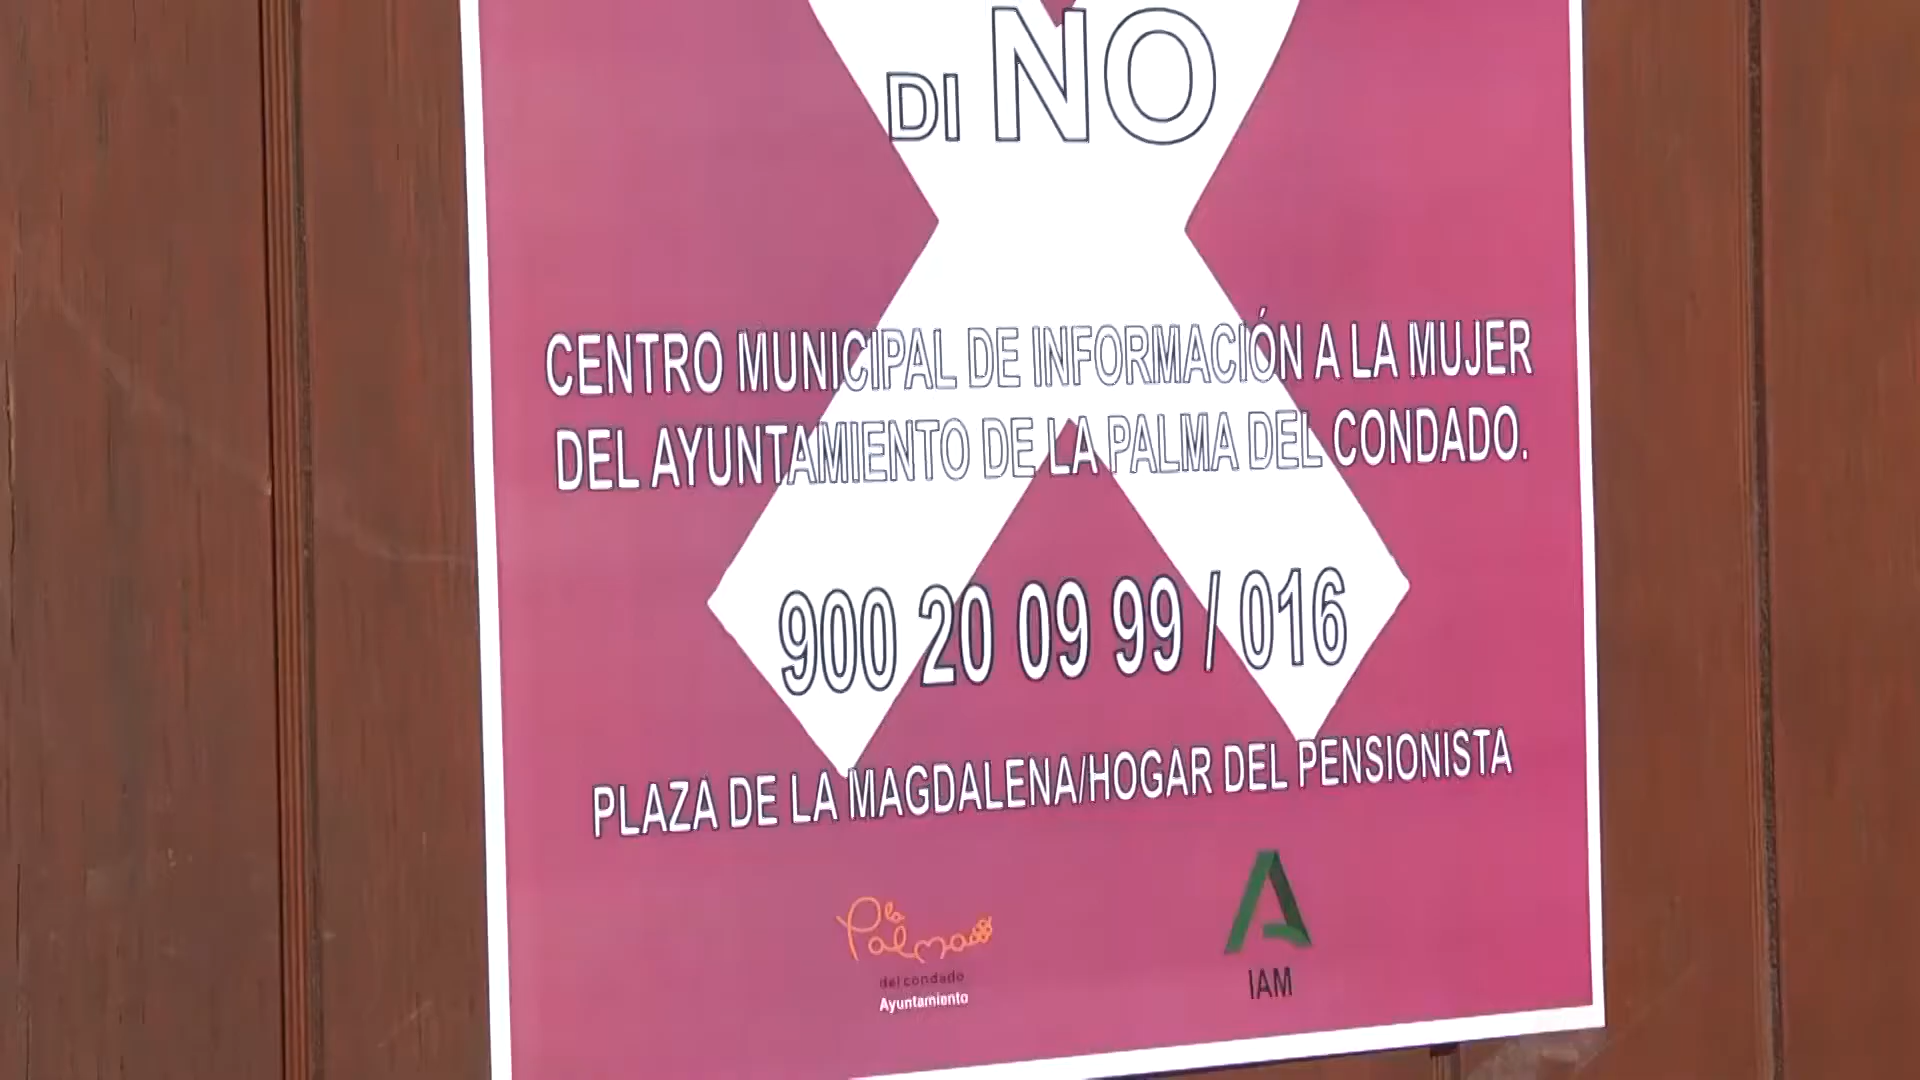 DI NO
CENTRO MUNICIPAL DE INFORMACIÓN A LA MUJER
DEL AYUNTAMIENTO DE LA PALMA DEL CONDADO.
900 20 09 99 / 016
PLAZA DE LA MAGDALENA/HOGAR DEL PENSIONISTA
la
Palma
del condado
Ayuntamiento
IAM